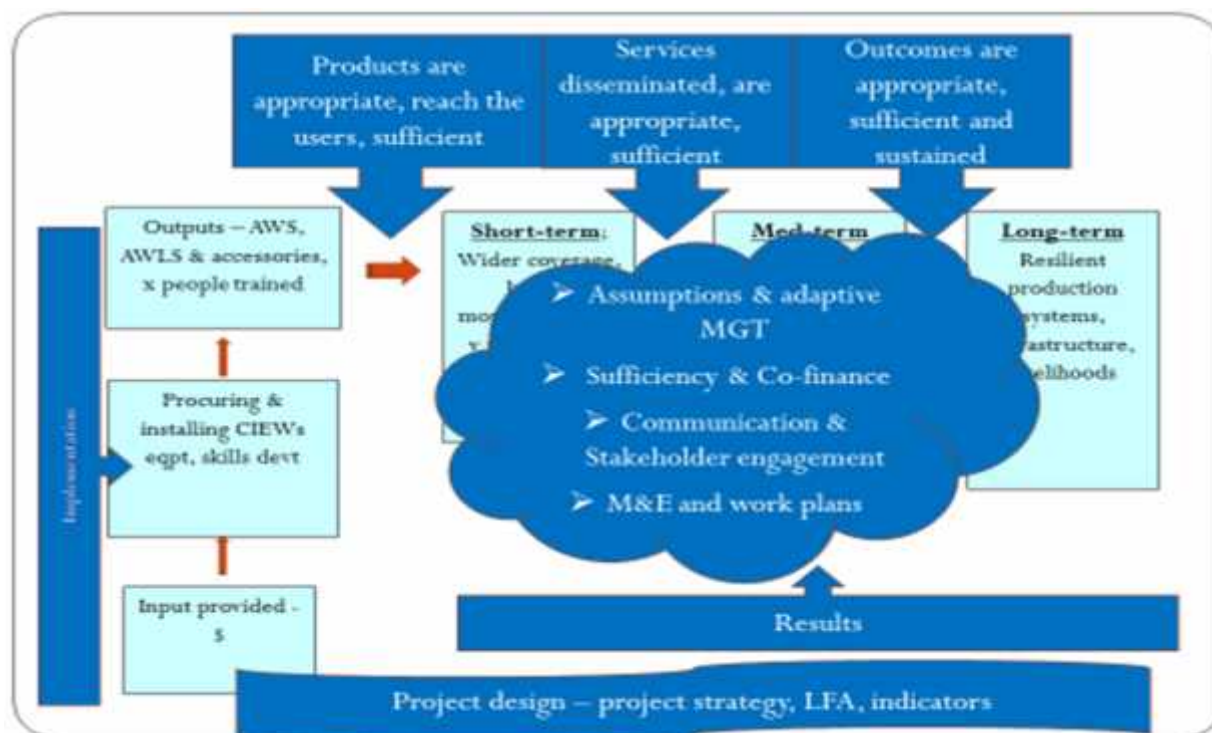 Products are
appropriate, reach the
users, sufficient
Services
disseminated, are
appropriate,
sufficient
Outcomes are
appropriate,
sufficient and
sustained
Outputs – AWS,
AWLS & accessories,
x people trained
Short-term:
Wider coverage,
Med-term
Long-term
Resilient
production
systems,
➢ Assumptions & adaptive
MGT
➢ Sufficiency & Co-finance
➢ Communication &
Stakeholder engagement
➢ M&E and work plans
Implementation
Procuring &
installing CIEWs
eqpt, skills devt
Input provided -
$
Results
Project design – project strategy, LFA, indicators